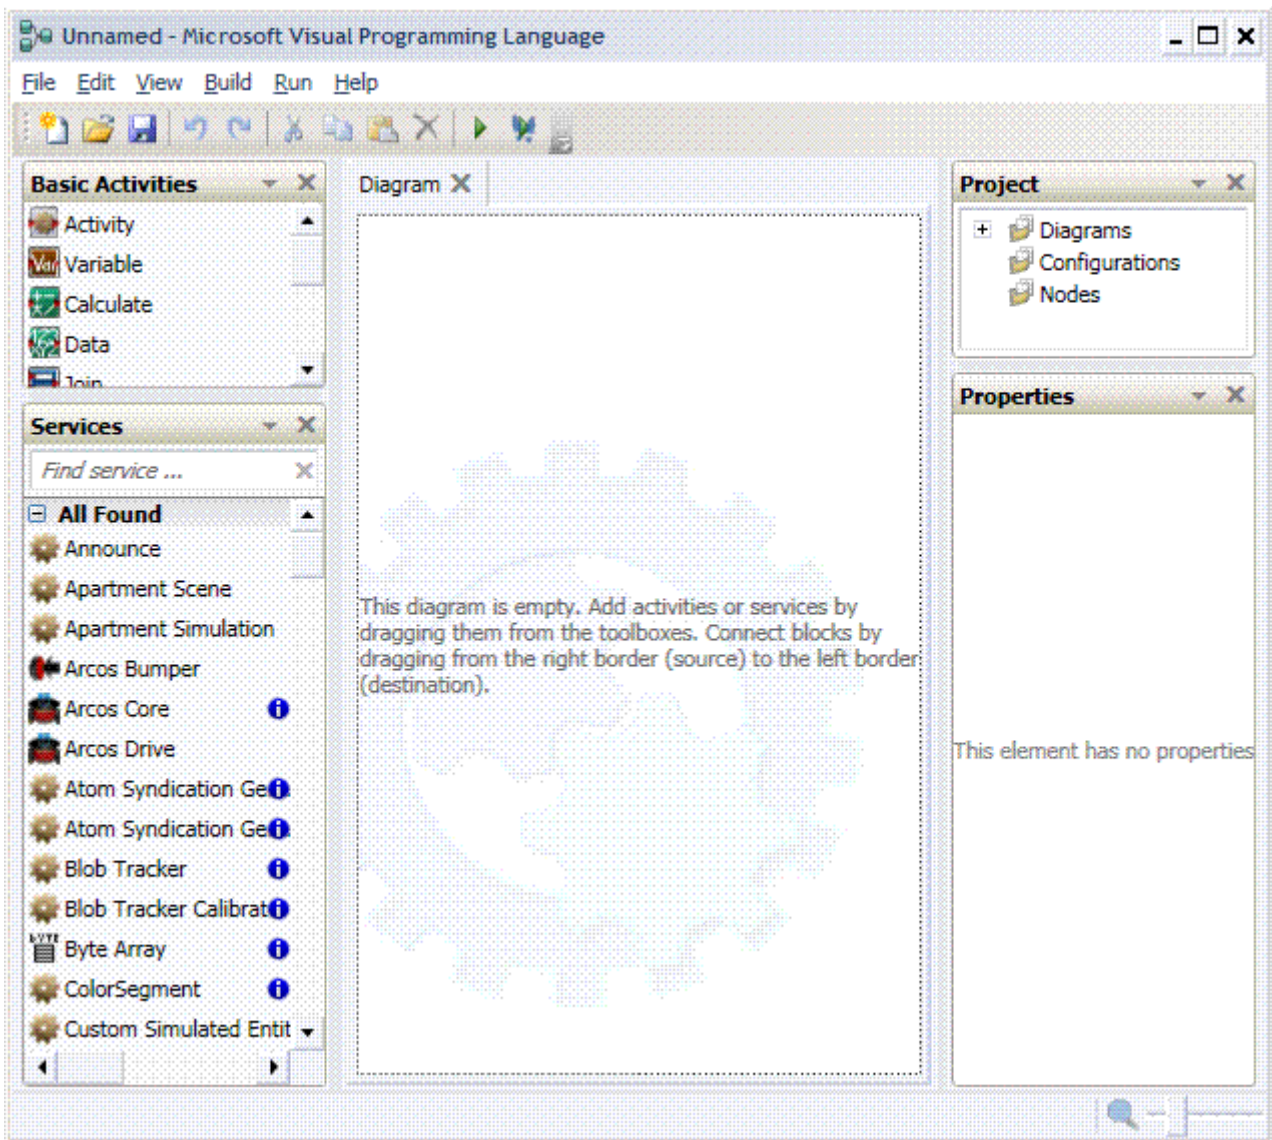 Unnamed - Microsoft Visual Programming Language
File Edit View Build Run Help
Basic Activities
Activity
Variable
Calculate
Data
Join
Services
Find service ...
All Found
Announce
Apartment Scene
Apartment Simulation
Arcos Bumper
Arcos Core
Arcos Drive
Atom Syndication Ge
Atom Syndication Ge
Blob Tracker
Blob Tracker Calibrat
Byte Array
ColorSegment
Custom Simulated Entit
Diagram
This diagram is empty. Add activities or services by
dragging them from the toolboxes. Connect blocks by
dragging from the right border (source) to the left border
(destination).
Project
Diagrams
Configurations
Nodes
Properties
This element has no properties